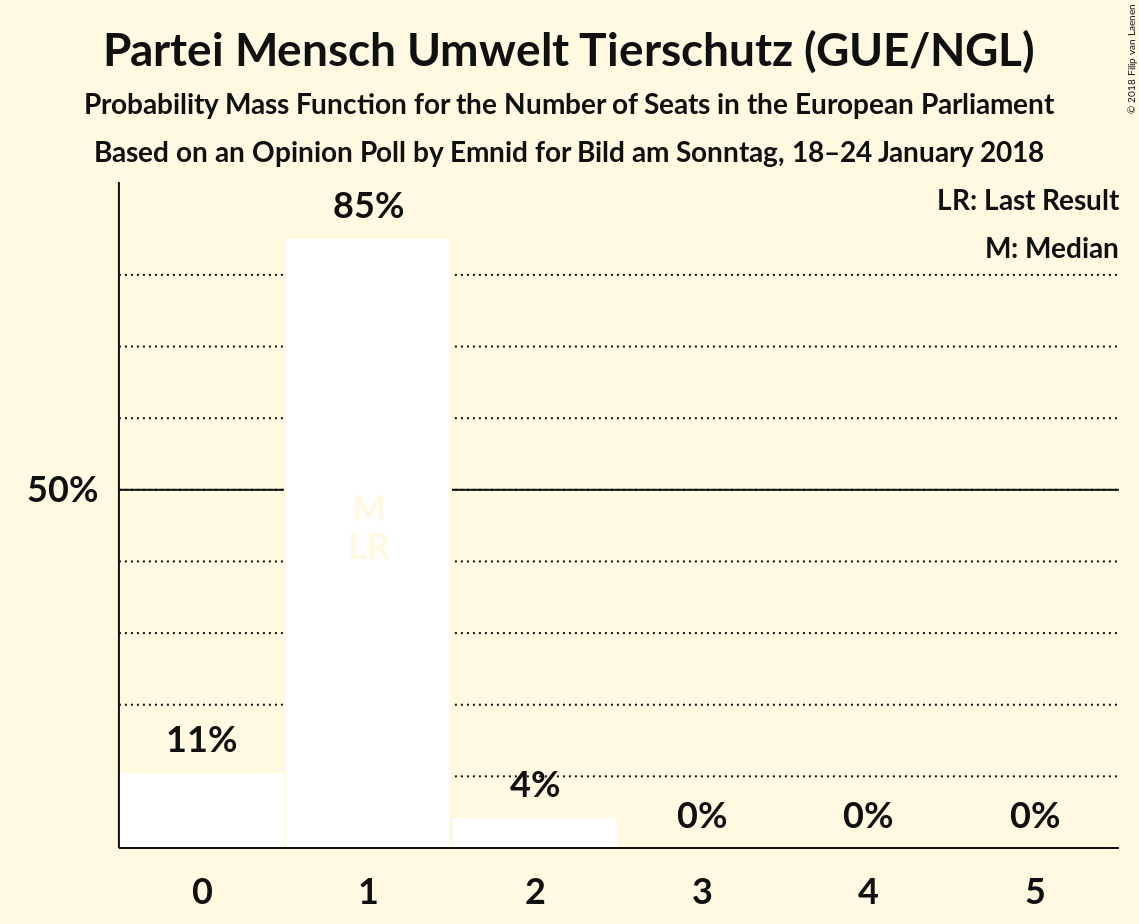 Partei Mensch Umwelt Tierschutz (GUE/NGL)
Probability Mass Function for the Number of Seats in the European Parliament
Based on an Opinion Poll by Emnid for Bild am Sonntag, 18–24 January 2018
© 2018 Filip van Laenen
LR: Last Result
M: Median
85%
50%
M
LR
11%
4%
0%
0%
0%
0
1
2
3
4
5